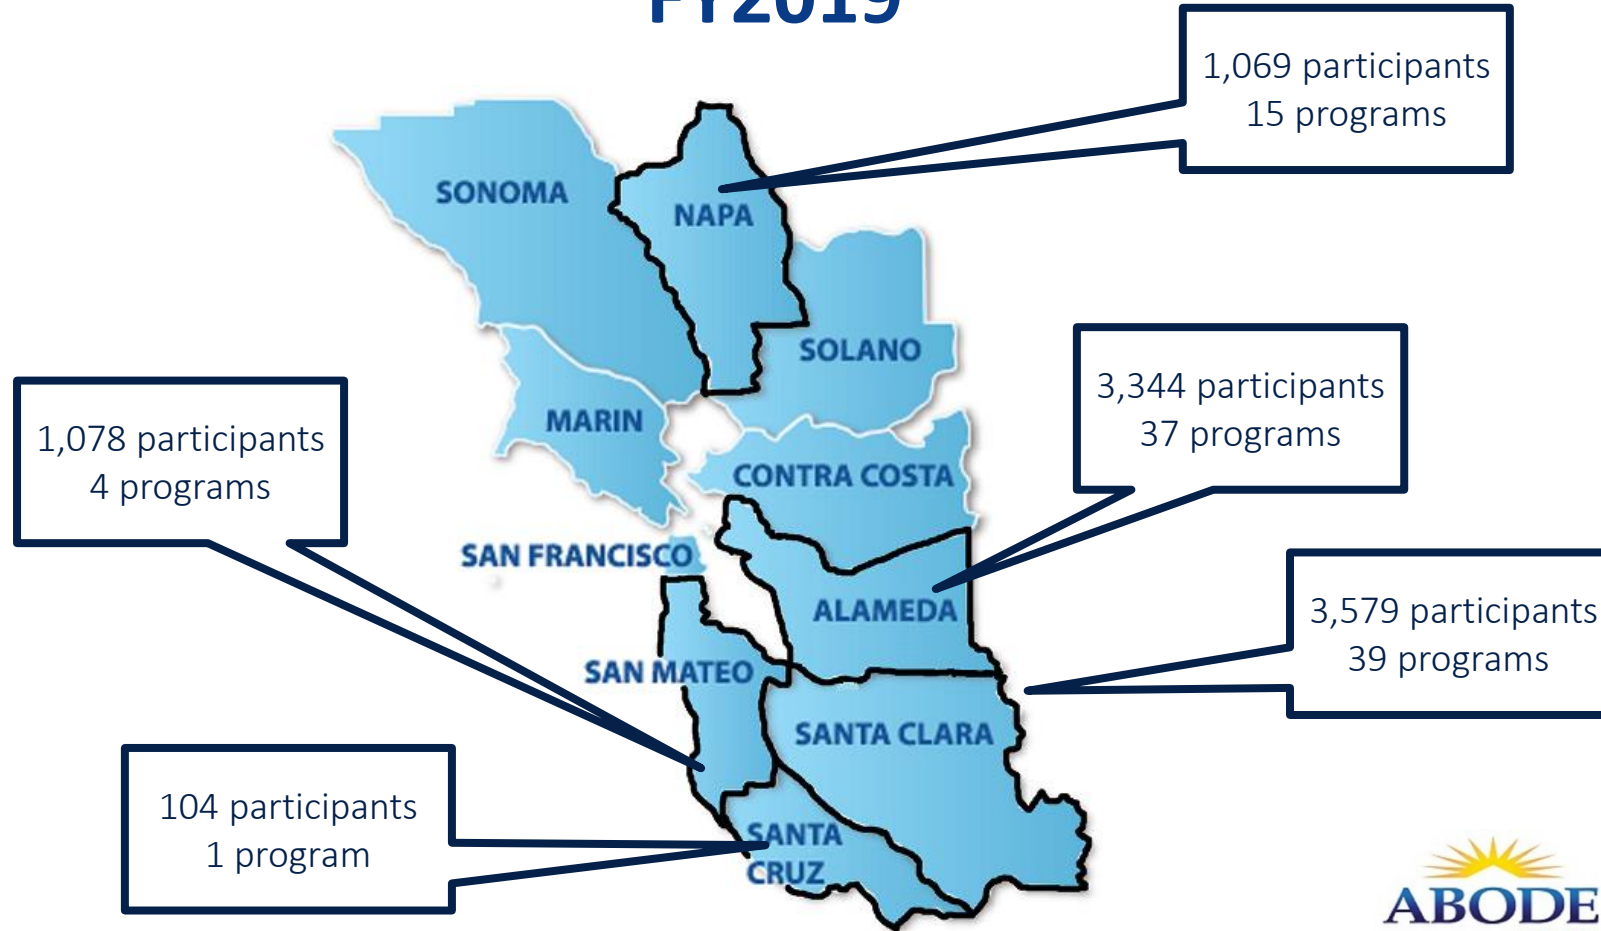 FY2019
1,069 participants
15 programs
SONOMA
NAPA
SOLANO
3,344 participants
37 programs
MARIN
1,078 participants
4 programs
CONTRA COSTA
SAN FRANCISCO
ALAMEDA
3,579 participants
39 programs
SAN MATEO
SANTA CLARA
104 participants
1 program
SANTA
CRUZ
ABODE